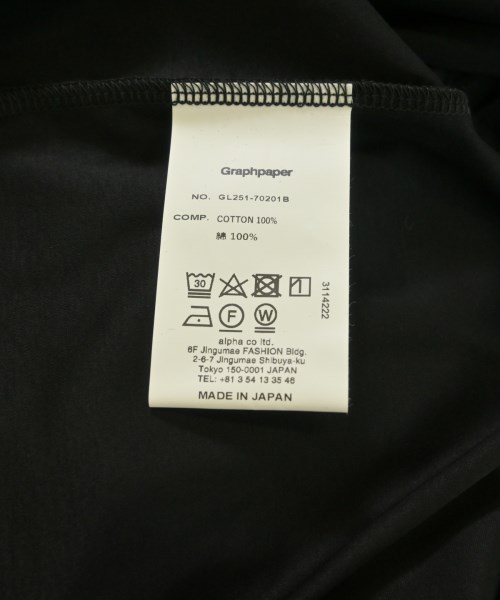 Graphpaper
NO. GL251-70201B
COMP. COTTON 100%
綿 100%
30
F
W
3114222
alpha co ltd.
6F Jingumae FASHION Bldg.
2-6-7 Jingumae Shibuya-ku
Tokyo 150-0001 JAPAN
TEL: +81 3 54 13 35 46
MADE IN JAPAN